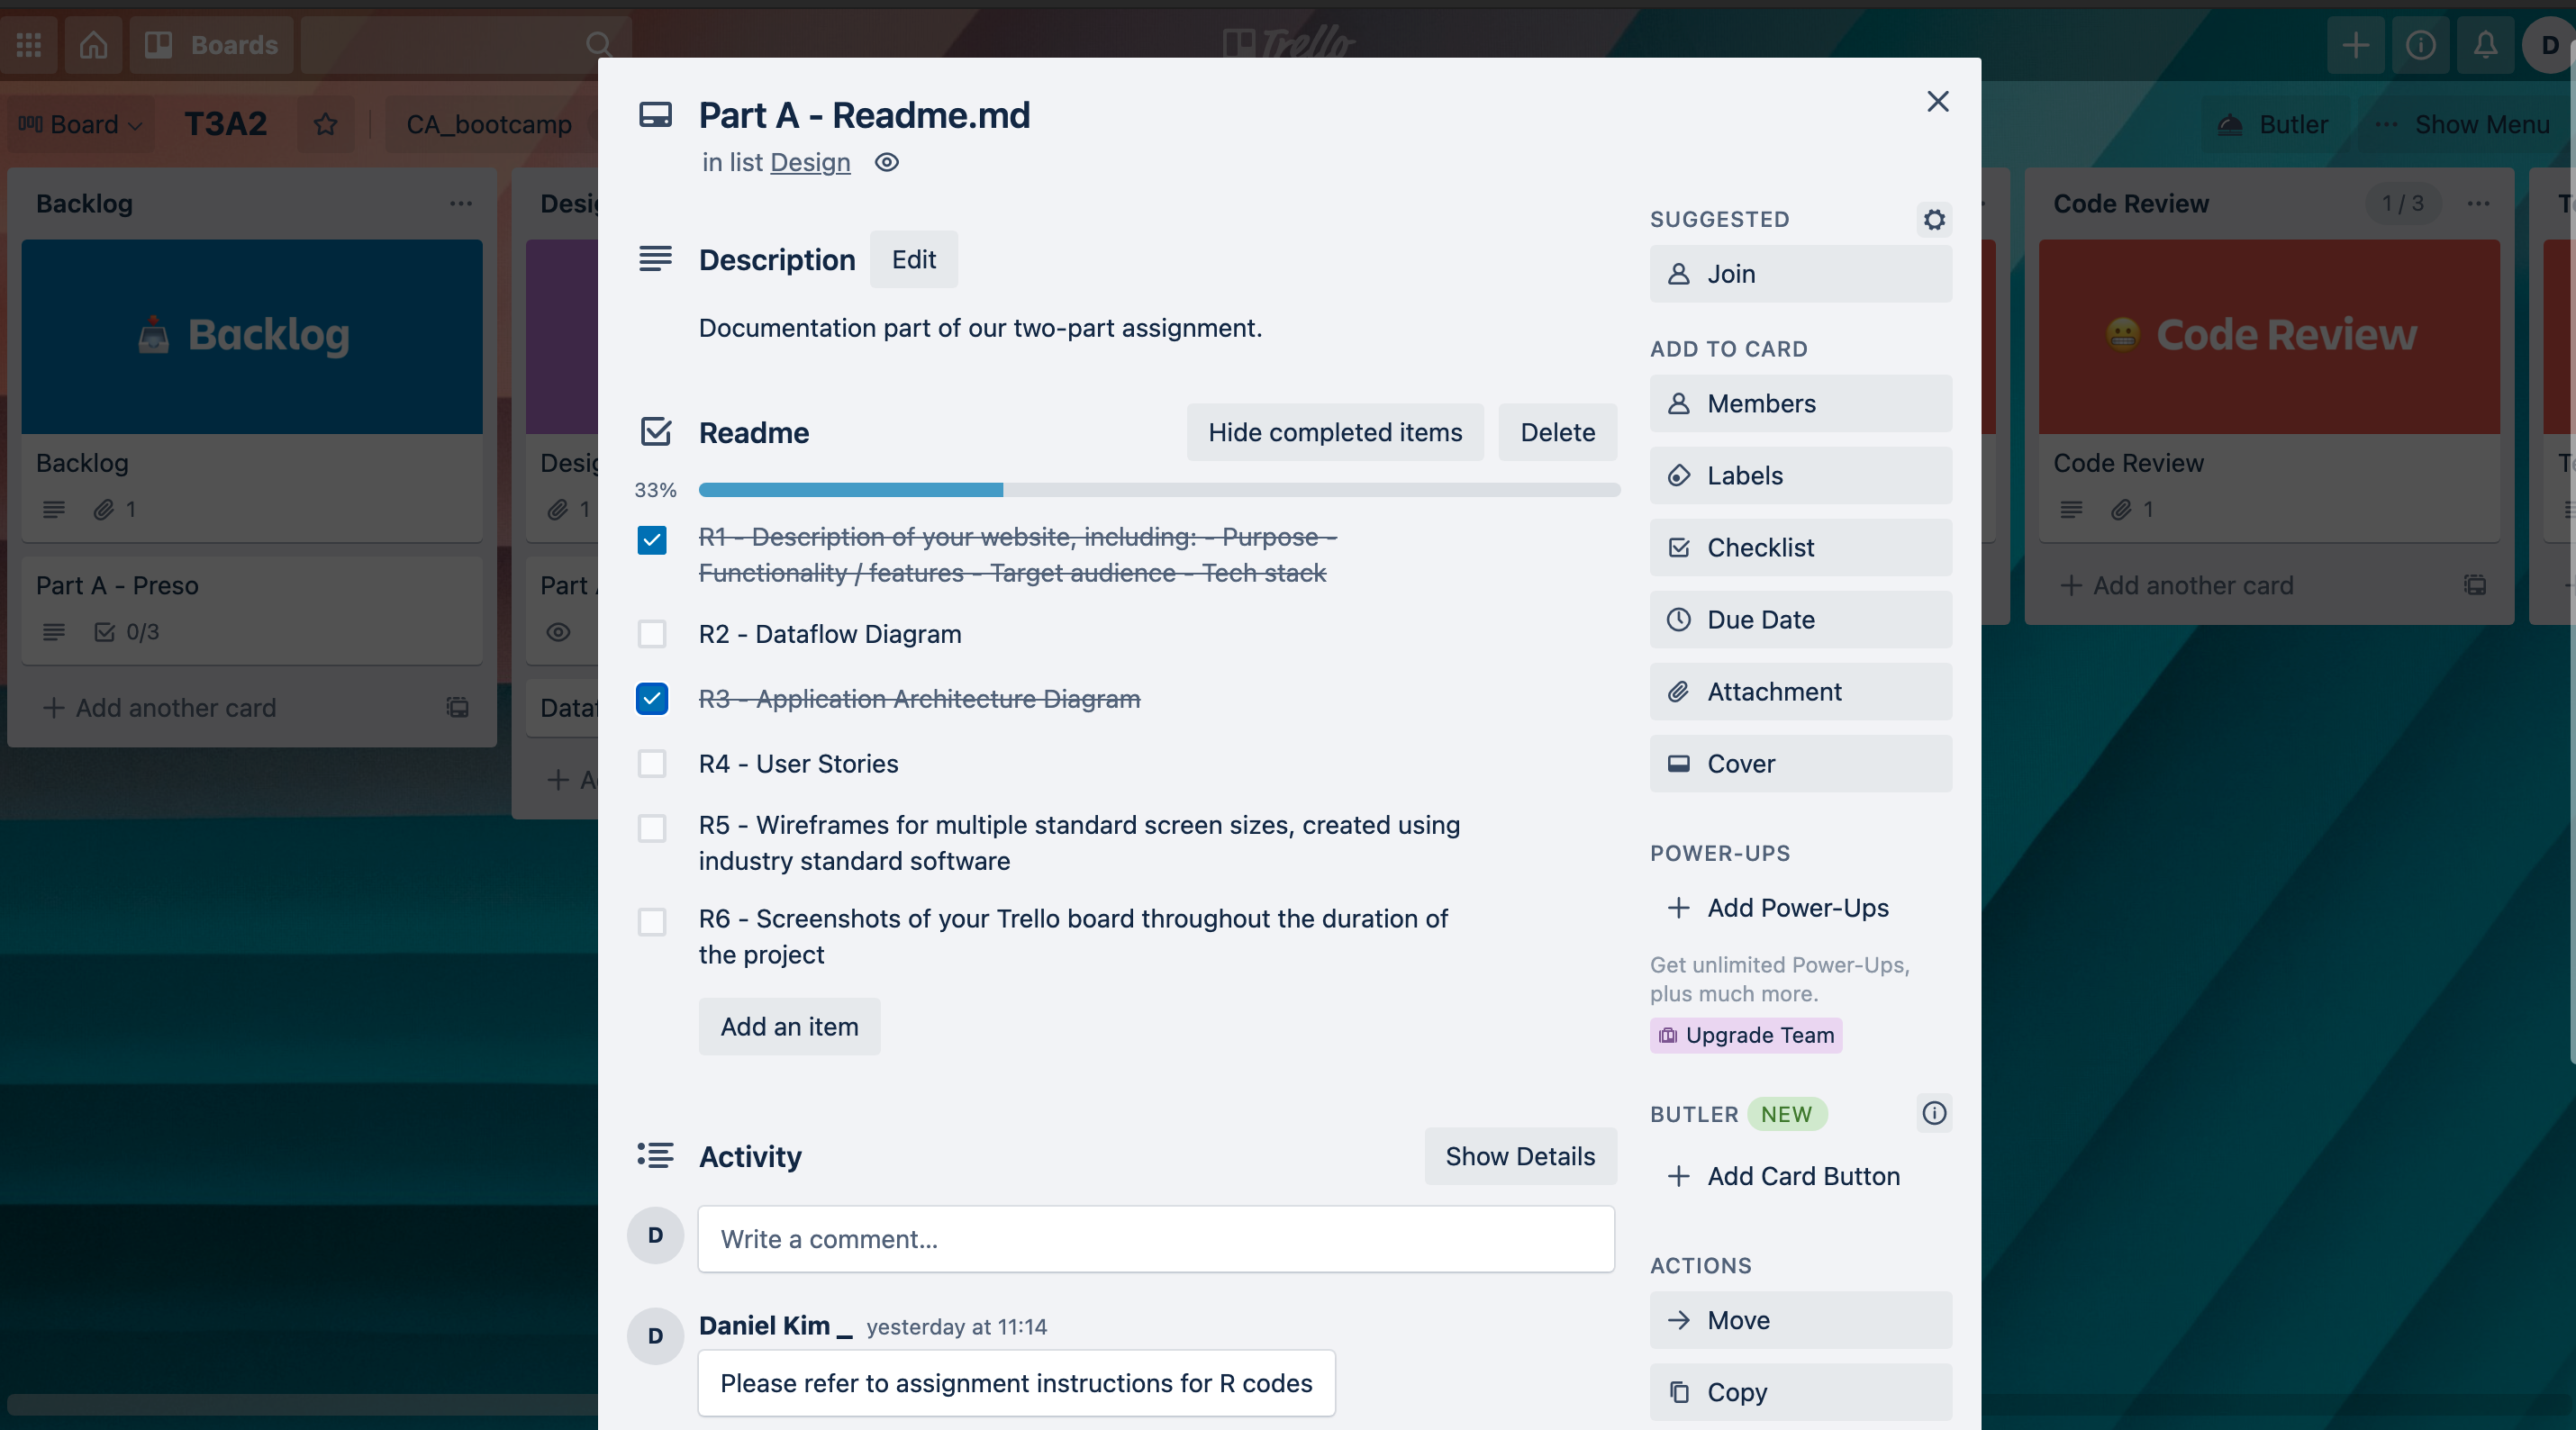 Boards
Trello
D
Board
T3A2
CA_bootcamp
Butler
Show Menu
Backlog
Backlog
Backlog
1
Part A - Preso
0/3
Add another card
1
Part A - Readme.md
in list Design
Description
Edit
Documentation part of our two-part assignment.
Readme
Hide completed items
Delete
33%
R1 - Description of your website, including: - Purpose -
Functionality / features - Target audience - Tech stack
R2 - Dataflow Diagram
R3 - Application Architecture Diagram
R4 - User Stories
R5 - Wireframes for multiple standard screen sizes, created using
industry standard software
R6 - Screenshots of your Trello board throughout the duration of
the project
Add an item
Activity
Show Details
D
Write a comment...
D
Daniel Kim _ yesterday at 11:14
Please refer to assignment instructions for R codes
SUGGESTED
Join
ADD TO CARD
Members
Labels
Checklist
Due Date
Attachment
Cover
POWER-UPS
Add Power-Ups
Get unlimited Power-Ups,
plus much more.
Upgrade Team
BUTLER NEW
Add Card Button
ACTIONS
Move
Copy
Code Review
1 / 3
Code Review
Code Review
1
Add another card